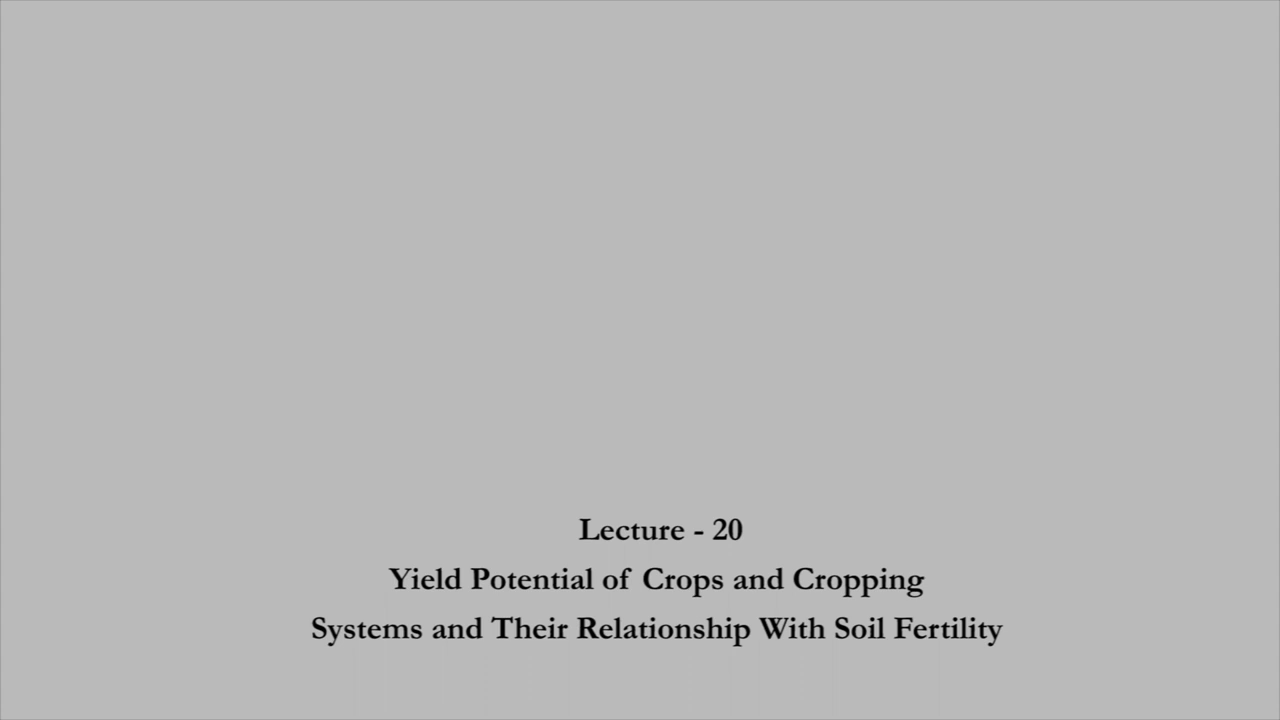 Lecture - 20
Yield Potential of Crops and Cropping
Systems and Their Relationship With Soil Fertility